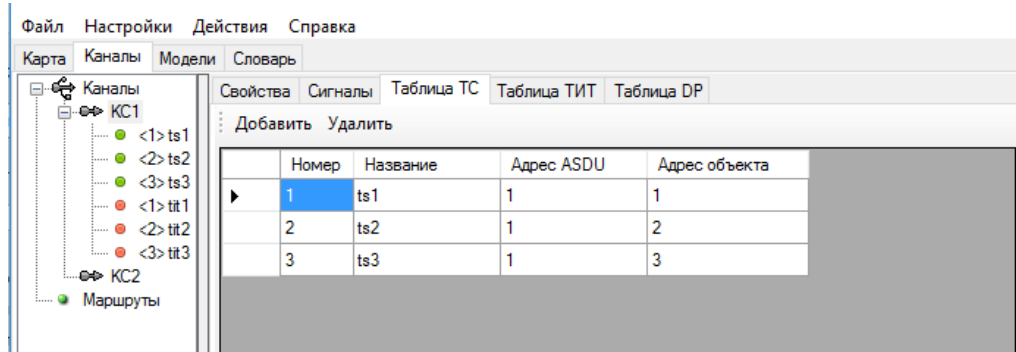 Файл Настройки Действия Справка
Карта Каналы Модели Словарь
Каналы
КС1
<1> ts1
<2> ts2
<3> ts3
<1> tit1
<2> tit2
<3> tit3
КС2
Маршруты
Свойства Сигналы Таблица ТС Таблица ТИТ Таблица DP
Добавить Удалить
Номер Название Адрес ASDU Адрес объекта
1 ts1 1 1
2 ts2 1 2
3 ts3 1 3